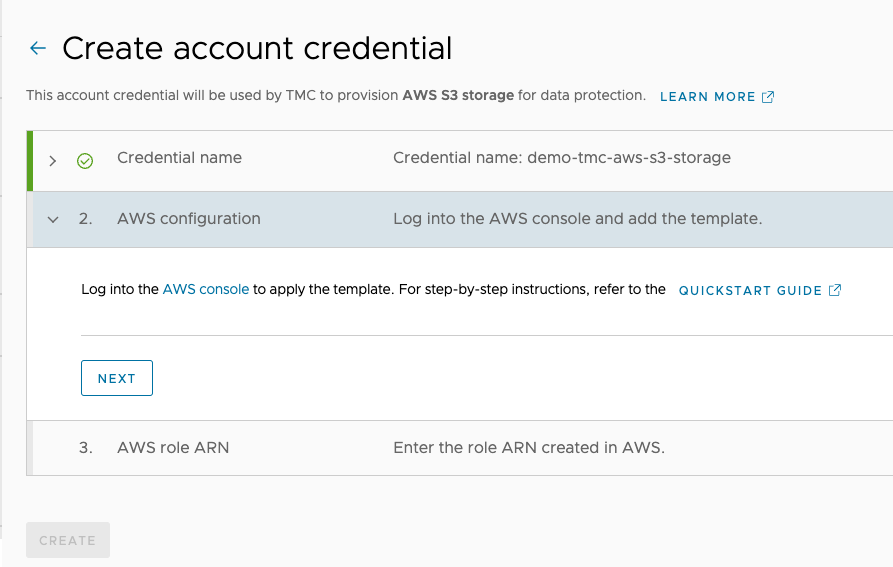 Create account credential
This account credential will be used by TMC to provision AWS S3 storage for data protection. LEARN MORE
Credential name Credential name: demo-tmc-aws-s3-storage
2. AWS configuration Log into the AWS console and add the template.
Log into the AWS console to apply the template. For step-by-step instructions, refer to the QUICKSTART GUIDE
NEXT
3. AWS role ARN Enter the role ARN created in AWS.
CREATE